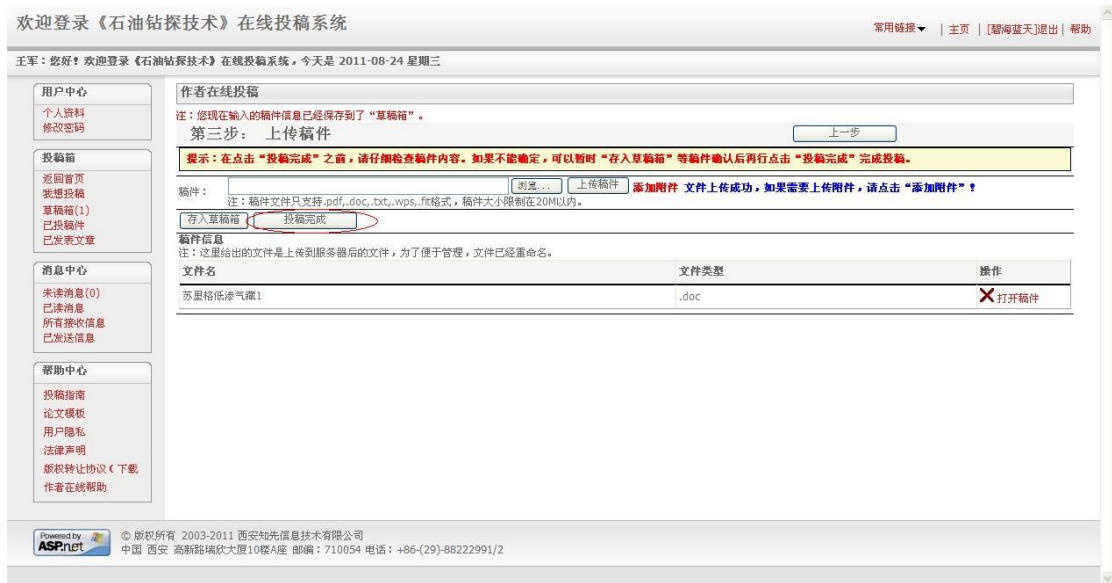 欢迎登录《石油钻探技术》在线投稿系统
常用链接▼ | 主页 | [碧海蓝天]退出 | 帮助
王军：您好！欢迎登录《石油钻探技术》在线投稿系统，今天是 2011-08-24 星期三
用户中心
个人资料
修改密码
投稿箱
返回首页
我想投稿
草稿箱(1)
已投稿件
已发表文章
消息中心
未读消息(0)
已读消息
所有接收信息
已发送信息
帮助中心
投稿指南
论文模板
用户隐私
法律声明
版权转让协议（下载
作者在线帮助
作者在线投稿
注：您现在输入的稿件信息已经保存到了“草稿箱”。
第三步： 上传稿件
上一步
提示：在点击“投稿完成”之前，请仔细检查稿件内容。如果不能确定，可以暂时“存入草稿箱”等稿件确认后再行点击“投稿完成”完成投稿。
稿件：
浏览... 上传稿件 添加附件 文件上传成功，如果需要上传附件，请点击“添加附件”！
注：稿件文件只支持.pdf,.doc,.txt,.wps,.fit格式，稿件大小限制在20M以内。
存入草稿箱 投稿完成
稿件信息
注：这里给出的文件是上传到服务器后的文件，为了便于管理，文件已经重命名。
文件名 文件类型 操作
苏里格低渗气藏1 .doc 打开稿件
Powered by
ASP.net
© 版权所有 2003-2011 西安知先信息技术有限公司
中国 西安 高新路瑞欣大厦10楼A座 邮编：710054 电话：+86-(29)-88222991/2